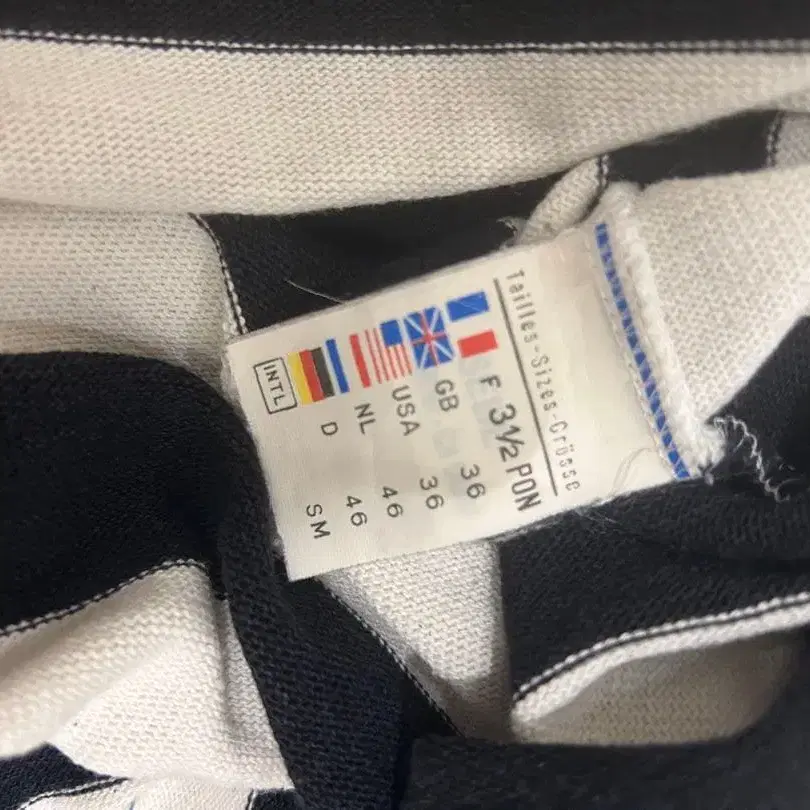 Tailles-Sizes-Grösse
F 3½ PON
GB 36
USA 36
NL 46
D 46
INTL SM